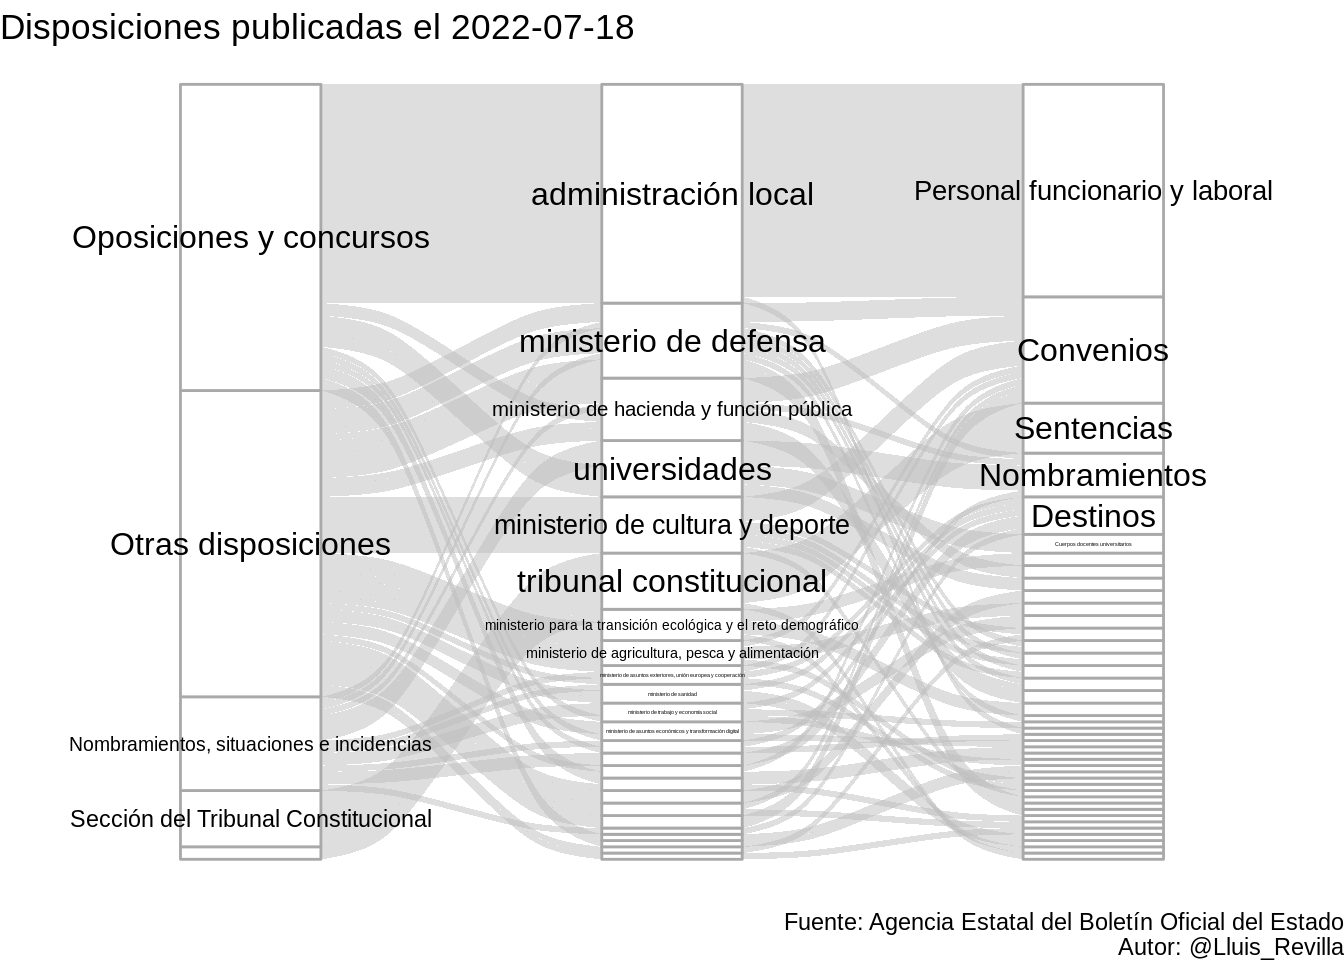 Disposiciones publicadas el 2022-07-18
Oposiciones y concursos
Otras disposiciones
Nombramientos, situaciones e incidencias
Sección del Tribunal Constitucional
administración local
ministerio de defensa
ministerio de hacienda y función pública
universidades
ministerio de cultura y deporte
tribunal constitucional
ministerio para la transición ecológica y el reto demográfico
ministerio de agricultura, pesca y alimentación
ministerio de asuntos exteriores, unión europea y cooperación
ministerio de sanidad
ministerio de trabajo y economía social
ministerio de asuntos económicos y transformación digital
Personal funcionario y laboral
Convenios
Sentencias
Nombramientos
Destinos
Cuerpos docentes universitarios
Fuente: Agencia Estatal del Boletín Oficial del Estado
Autor: @Lluis_Revilla